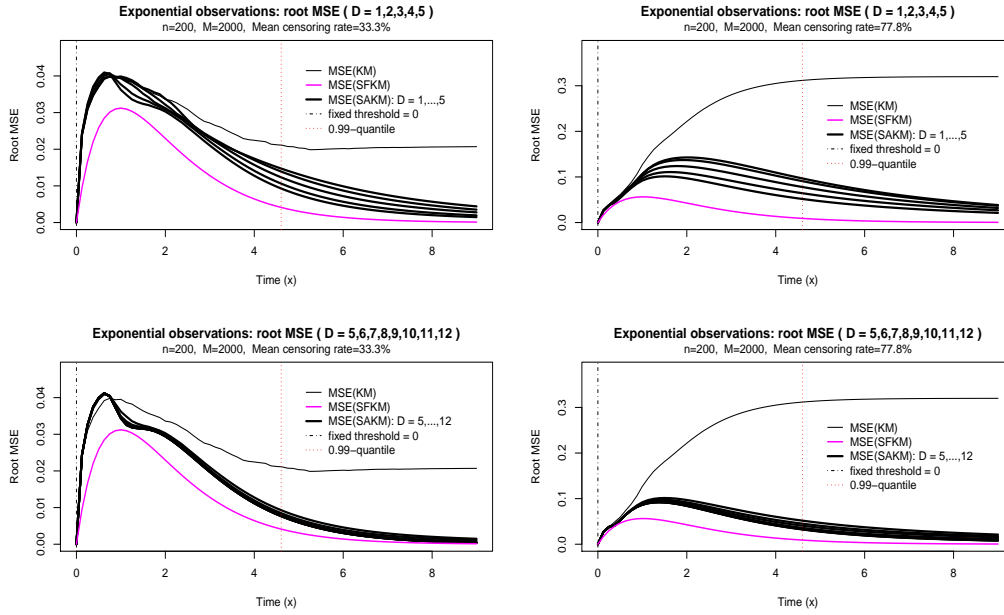 Exponential observations: root MSE ( D = 1,2,3,4,5 )
n=200, M=2000, Mean censoring rate=33.3%
Root MSE
0.00
0.01
0.02
0.03
0.04
MSE(KM)
MSE(SFKM)
MSE(SAKM): D = 1,...,5
fixed threshold = 0
0.99−quantile
0
2
4
6
8
Time (x)
Exponential observations: root MSE ( D = 1,2,3,4,5 )
n=200, M=2000, Mean censoring rate=77.8%
Root MSE
0.0
0.1
0.2
0.3
MSE(KM)
MSE(SFKM)
MSE(SAKM): D = 1,...,5
fixed threshold = 0
0.99−quantile
0
2
4
6
8
Time (x)
Exponential observations: root MSE ( D = 5,6,7,8,9,10,11,12 )
n=200, M=2000, Mean censoring rate=33.3%
Root MSE
0.00
0.01
0.02
0.03
0.04
MSE(KM)
MSE(SFKM)
MSE(SAKM): D = 5,...,12
fixed threshold = 0
0.99−quantile
0
2
4
6
8
Time (x)
Exponential observations: root MSE ( D = 5,6,7,8,9,10,11,12 )
n=200, M=2000, Mean censoring rate=77.8%
Root MSE
0.0
0.1
0.2
0.3
MSE(KM)
MSE(SFKM)
MSE(SAKM): D = 5,...,12
fixed threshold = 0
0.99−quantile
0
2
4
6
8
Time (x)